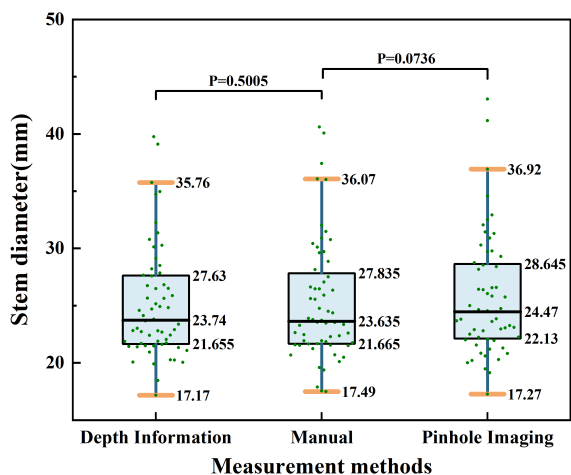 50
40
30
20
Stem diameter(mm)
P=0.5005
P=0.0736
35.76
27.63
23.74
21.655
17.17
36.07
27.835
23.635
21.665
17.49
36.92
28.645
24.47
22.13
17.27
Depth Information
Manual
Pinhole Imaging
Measurement methods